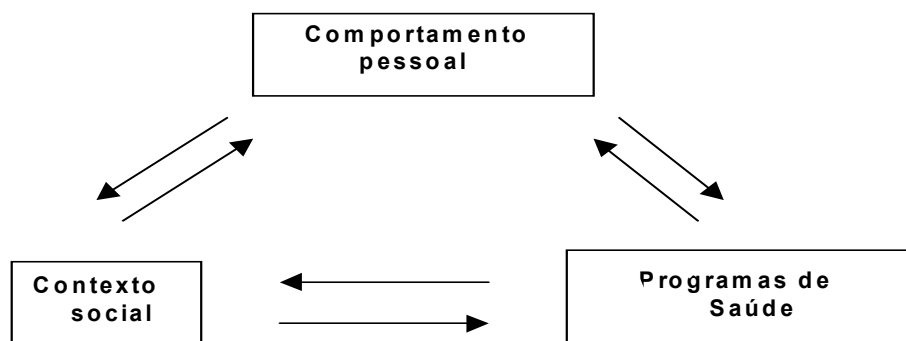 Comportamento
pessoal
Contexto
social
Programas de
Saúde